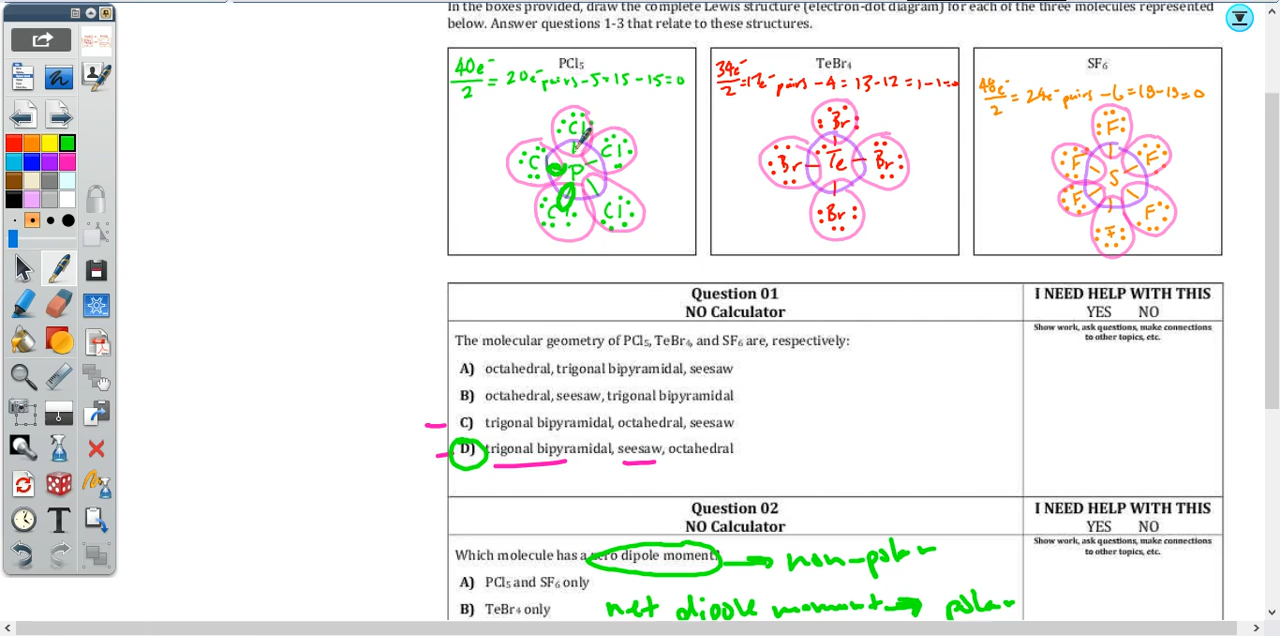 In the boxes provided, draw the complete Lewis structure (electron-dot diagram) for each of the three molecules represented
below. Answer questions 1-3 that relate to these structures.
PCl5
40e-/2 = 20e- pairs - 5 = 15 - 15 = 0
Cl
Cl P Cl
Cl Cl
TeBr4
34e-/2 = 17e- pairs - 4 = 13 - 12 = 1 - 1 = 0
Br
Br Te Br
Br
SF6
48e-/2 = 24e- pairs - 6 = 18 - 18 = 0
F
F F
S
F F
F
Question 01
NO Calculator
I NEED HELP WITH THIS
YES NO
Show work, ask questions, make connections
to other topics, etc.
The molecular geometry of PCl5, TeBr4, and SF6 are, respectively:
A) octahedral, trigonal bipyramidal, seesaw
B) octahedral, seesaw, trigonal bipyramidal
C) trigonal bipyramidal, octahedral, seesaw
D) trigonal bipyramidal, seesaw, octahedral
Question 02
NO Calculator
I NEED HELP WITH THIS
YES NO
Show work, ask questions, make connections
to other topics, etc.
Which molecule has a zero dipole moment?
non-polar
A) PCl5 and SF6 only
B) TeBr4 only
net dipole moment → polar
T